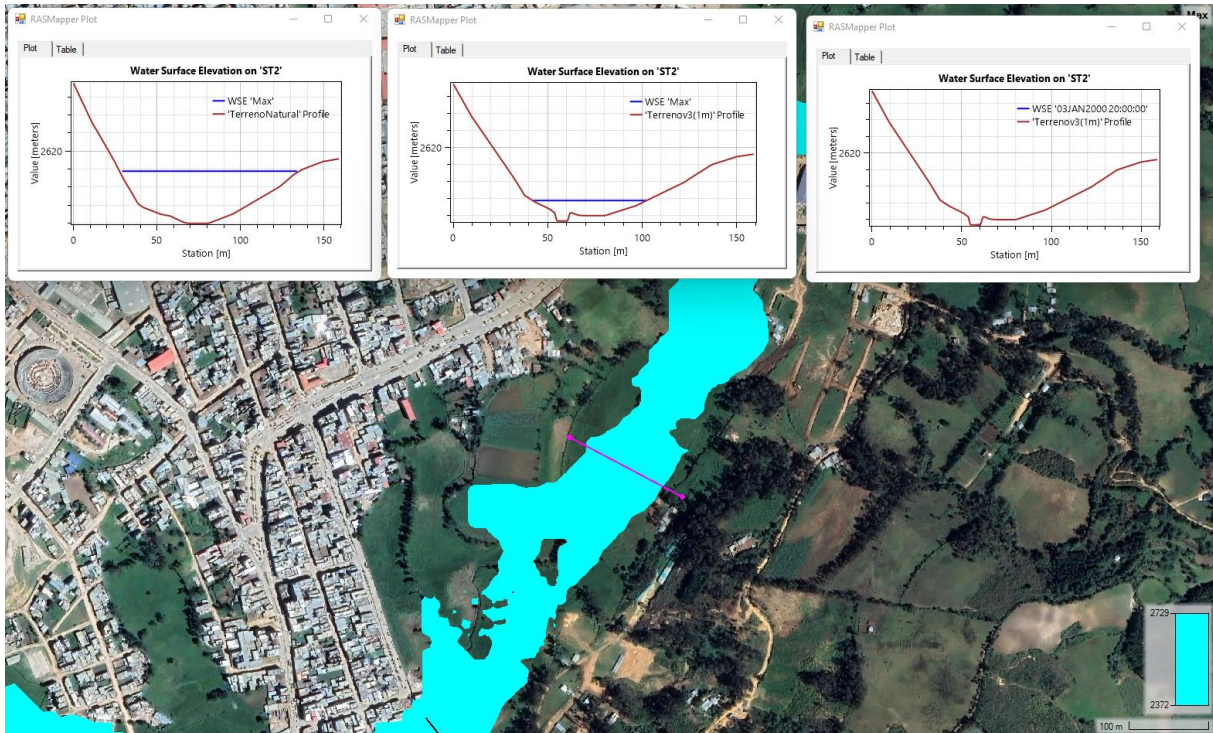 RASMapper Plot
Plot
Table
Water Surface Elevation on 'ST2'
WSE 'Max'
'TerrenoNatural' Profile
Value [meters]
2620
0
50
100
150
Station [m]
RASMapper Plot
Plot
Table
Water Surface Elevation on 'ST2'
WSE 'Max'
'Terrenov3(1m)' Profile
Value [meters]
2620
0
50
100
150
Station [m]
RASMapper Plot
Plot
Table
Water Surface Elevation on 'ST2'
WSE '03JAN2000 20:00:00'
'Terrenov3(1m)' Profile
Value [meters]
2620
0
50
100
150
Station [m]
Max
2729
2372
100 m